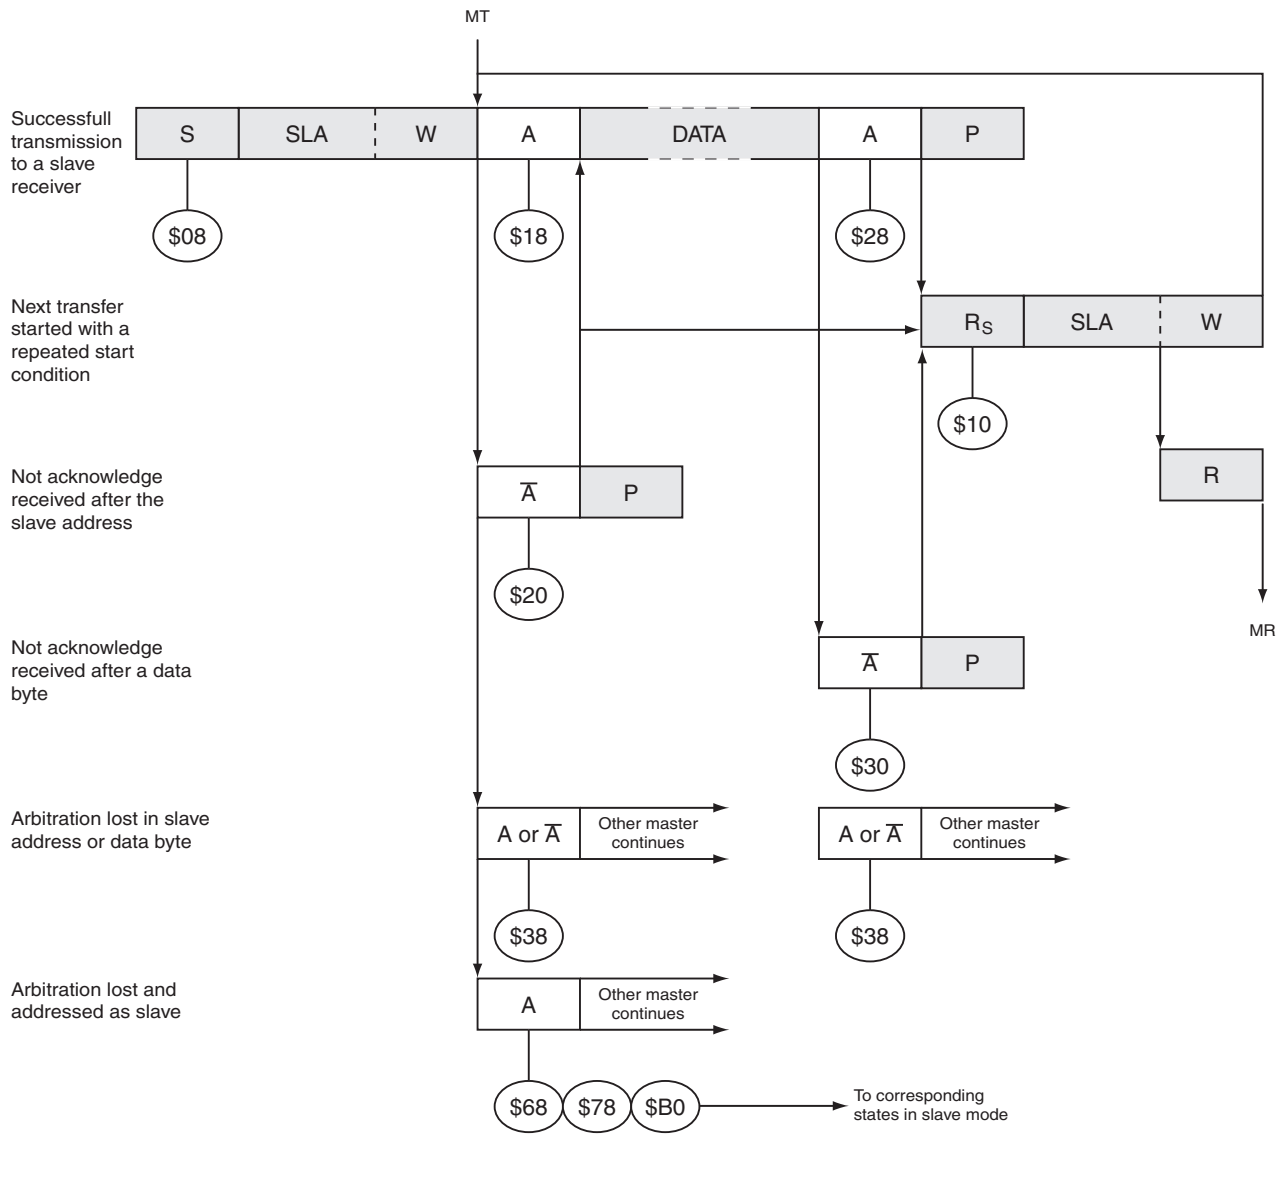 MT
Successfull
transmission
to a slave
receiver
S SLA W A DATA A P
$08 $18 $28
Next transfer
started with a
repeated start
condition
RS SLA W
$10
Not acknowledge
received after the
slave address
A̅ P
R
$20
MR
Not acknowledge
received after a data
byte
A̅ P
$30
Arbitration lost in slave
address or data byte
A or A̅
Other master
continues
A or A̅
Other master
continues
$38 $38
Arbitration lost and
addressed as slave
A
Other master
continues
$68 $78 $B0
To corresponding
states in slave mode